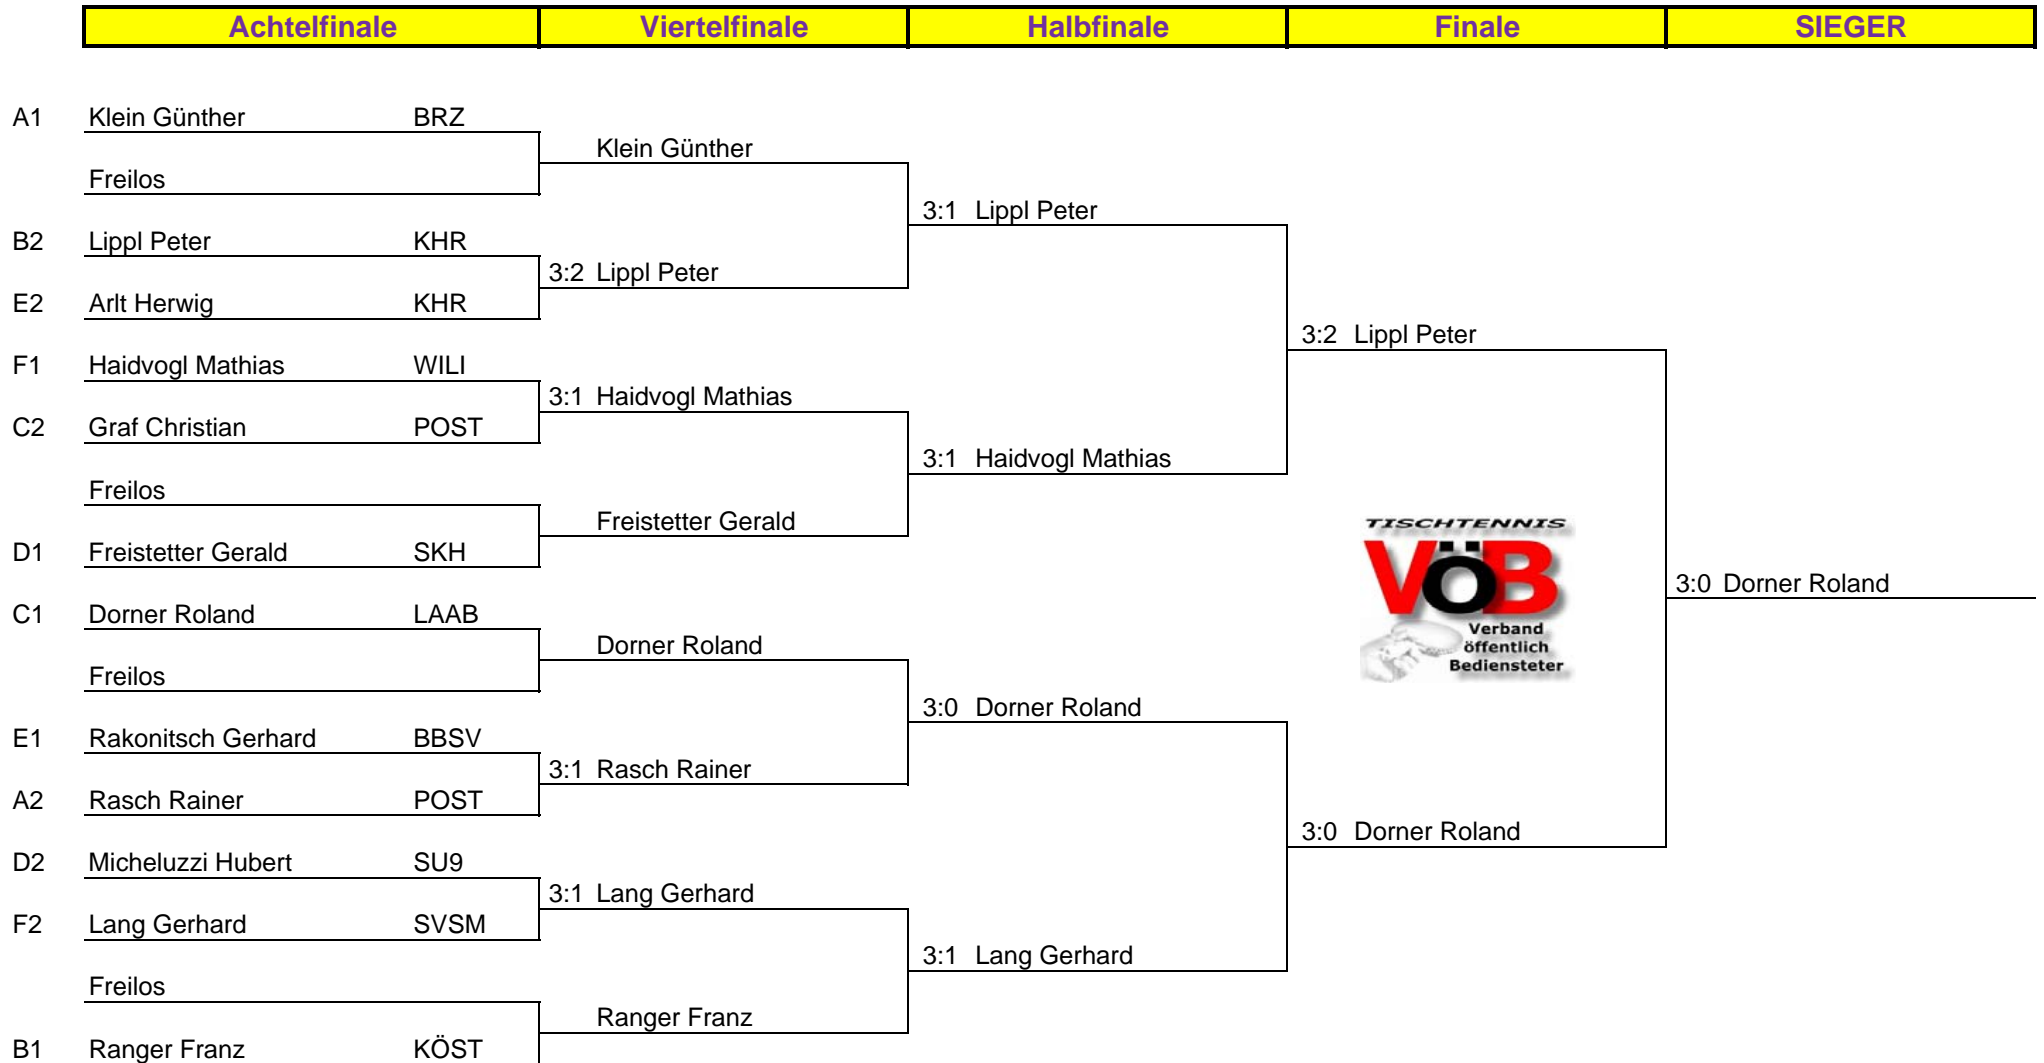 Achtelfinale Viertelfinale Halbfinale Finale SIEGER
A1 Klein Günther BRZ
Klein Günther
Freilos
3:1 Lippl Peter
B2 Lippl Peter KHR
3:2 Lippl Peter
E2 Arlt Herwig KHR
3:2 Lippl Peter
F1 Haidvogl Mathias WILI
3:1 Haidvogl Mathias
C2 Graf Christian POST
3:1 Haidvogl Mathias
Freilos
Freistetter Gerald
TISCHTENNIS
D1 Freistetter Gerald SKH
VöB
3:0 Dorner Roland
C1 Dorner Roland LAAB
Verband
öffentlich
Bediensteter
Dorner Roland
Freilos
3:0 Dorner Roland
E1 Rakonitsch Gerhard BBSV
3:1 Rasch Rainer
A2 Rasch Rainer POST
3:0 Dorner Roland
D2 Micheluzzi Hubert SU9
3:1 Lang Gerhard
F2 Lang Gerhard SVSM
3:1 Lang Gerhard
Freilos
Ranger Franz
B1 Ranger Franz KÖST